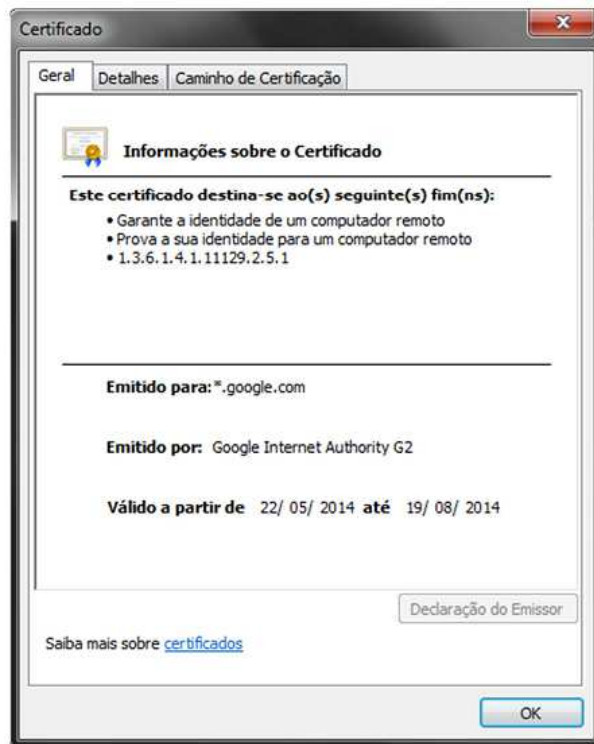 Certificado
Geral Detalhes Caminho de Certificação
Informações sobre o Certificado
Este certificado destina-se ao(s) seguinte(s) fim(ns):
• Garante a identidade de um computador remoto
• Prova a sua identidade para um computador remoto
• 1.3.6.1.4.1.11129.2.5.1
Emitido para: *.google.com
Emitido por: Google Internet Authority G2
Válido a partir de 22/ 05/ 2014 até 19/ 08/ 2014
Declaração do Emissor
Saiba mais sobre certificados
OK